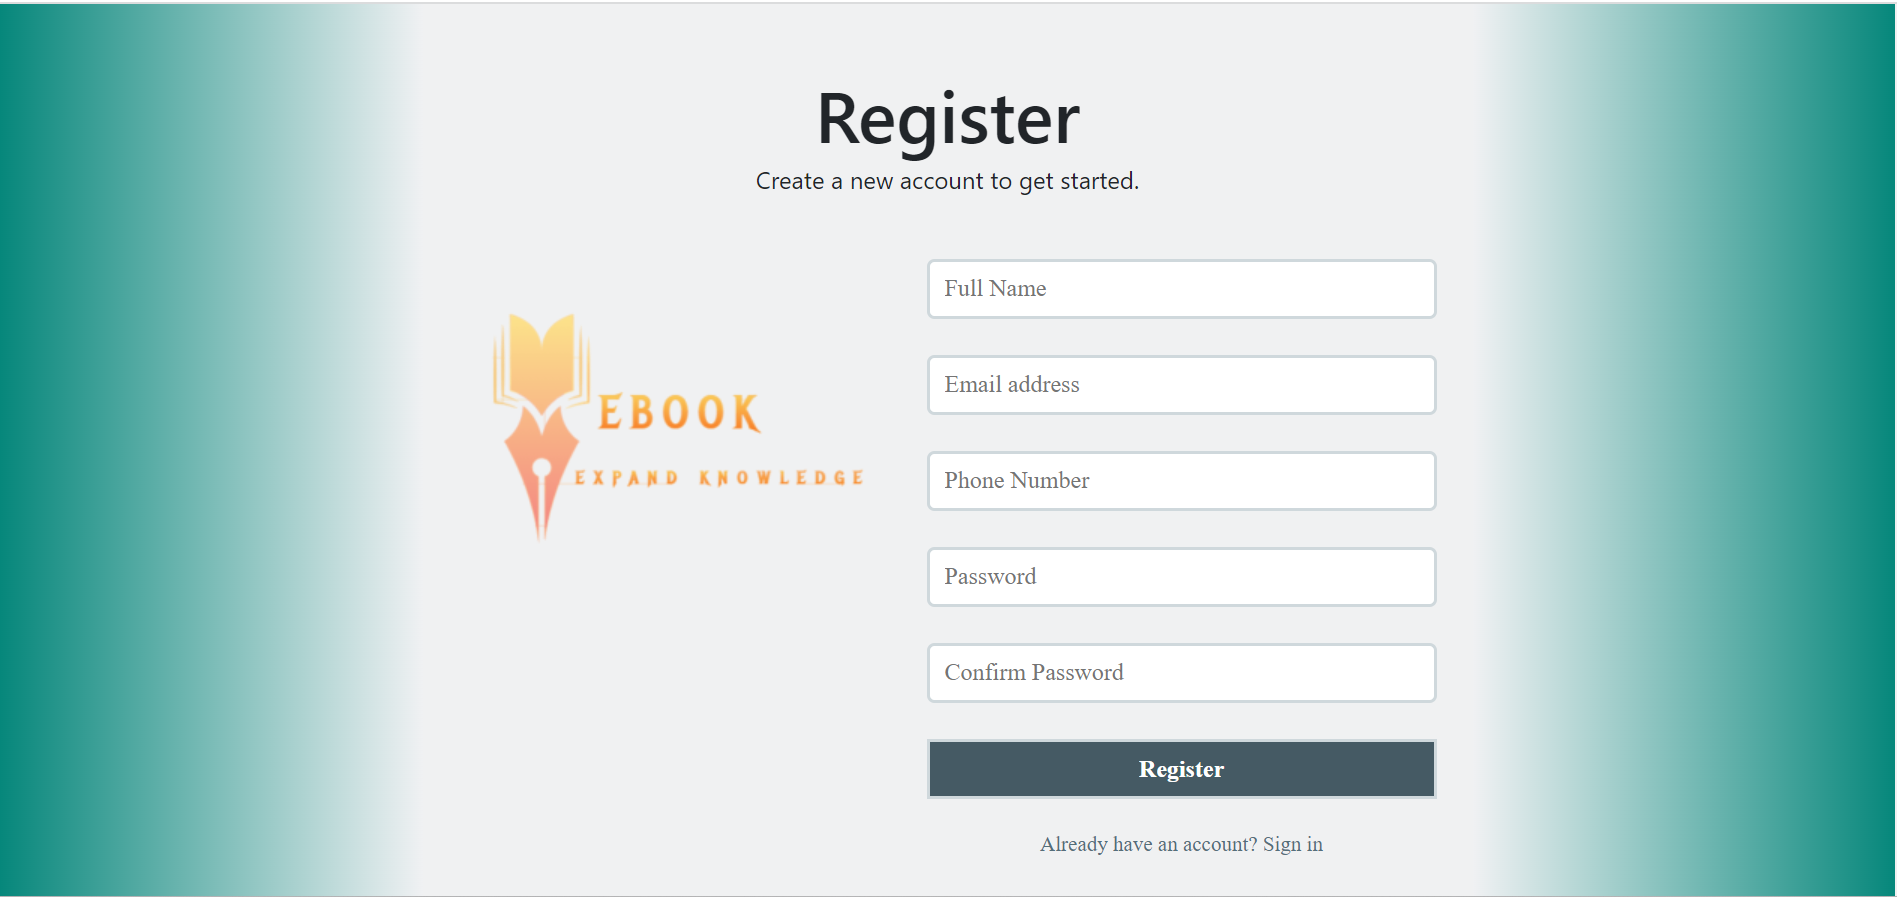 Register
Create a new account to get started.
EBOOK
EXPAND KNOWLEDGE
Full Name
Email address
Phone Number
Password
Confirm Password
Register
Already have an account? Sign in